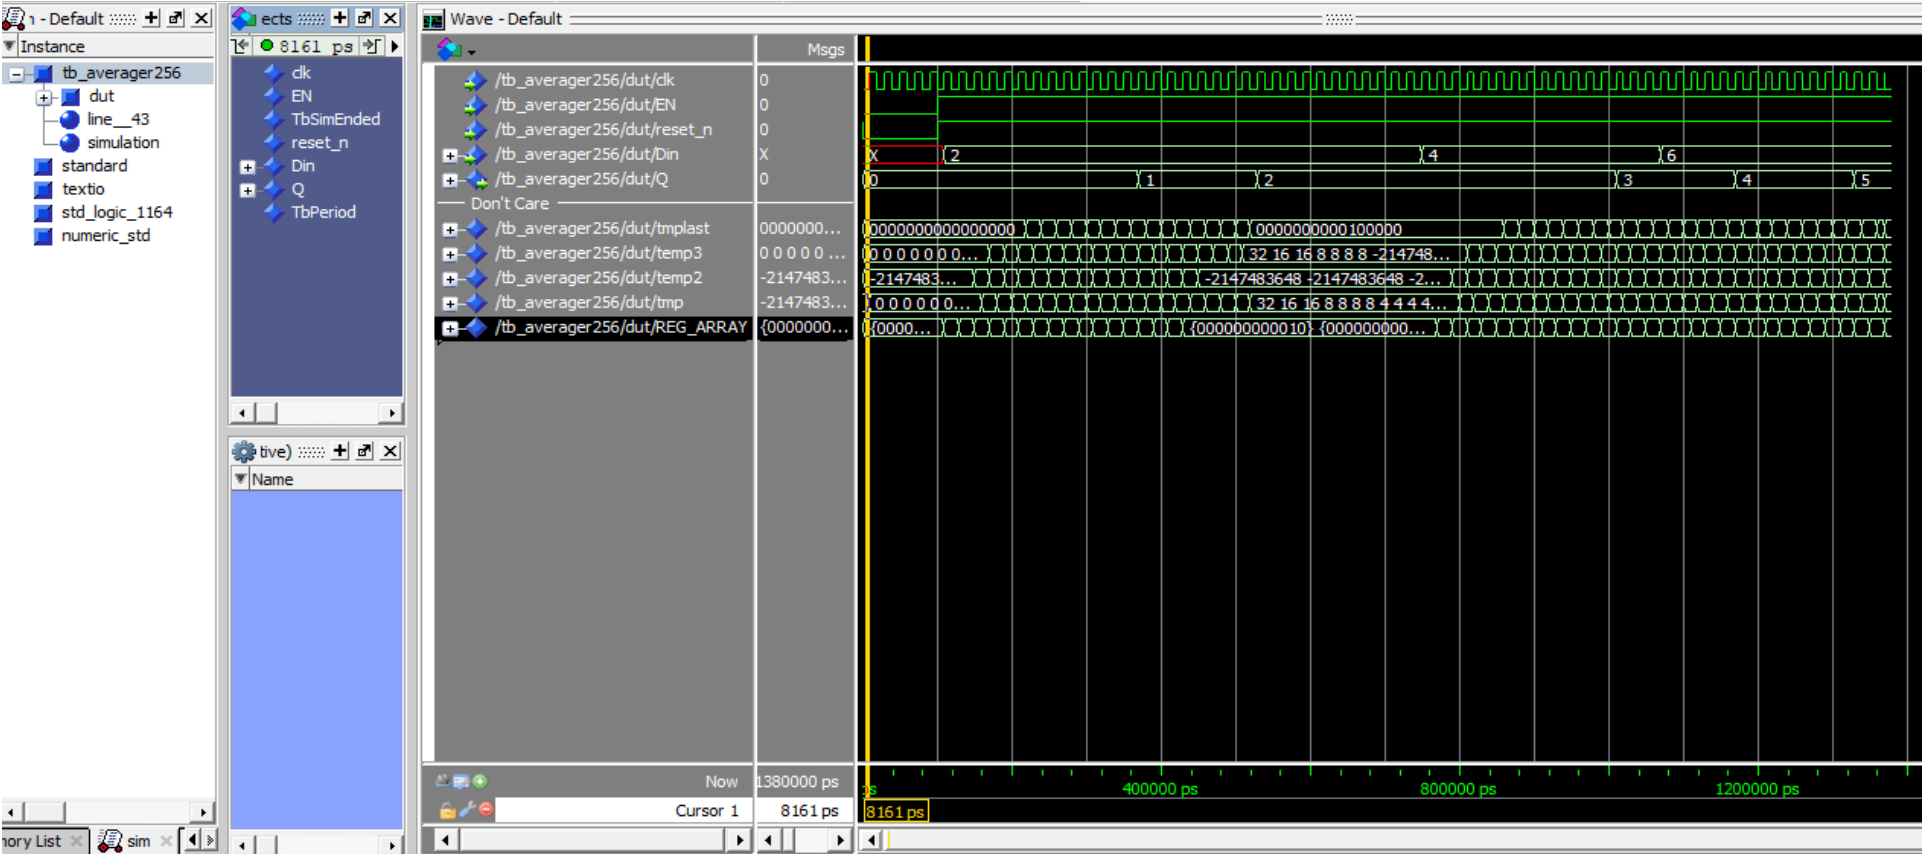 ı - Default
Instance
tb_averager256
dut
line__43
simulation
standard
textio
std_logic_1164
numeric_std
nory List
sim
ects
8161 ps
clk
EN
TbSimEnded
reset_n
Din
Q
TbPeriod
tive)
Name
Wave - Default
Msgs
/tb_averager256/dut/clk 0
/tb_averager256/dut/EN 0
/tb_averager256/dut/reset_n 0
/tb_averager256/dut/Din X X 2 4 6
/tb_averager256/dut/Q 0 0 1 2 3 4 5
Don't Care
/tb_averager256/dut/tmplast 0000000... 0000000000000000 0000000000100000
/tb_averager256/dut/temp3 0 0 0 0 0 ... 0 0 0 0 0 0 0... 32 16 16 8 8 8 8 -214748...
/tb_averager256/dut/temp2 -2147483... -2147483... -2147483648 -2147483648 -2...
/tb_averager256/dut/tmp -2147483... 0 0 0 0 0 0... 32 16 16 8 8 8 8 4 4 4 4...
/tb_averager256/dut/REG_ARRAY {0000000... {0000... {000000000010} {000000000...
Now 1380000 ps
400000 ps 800000 ps 1200000 ps
Cursor 1 8161 ps
8161 ps